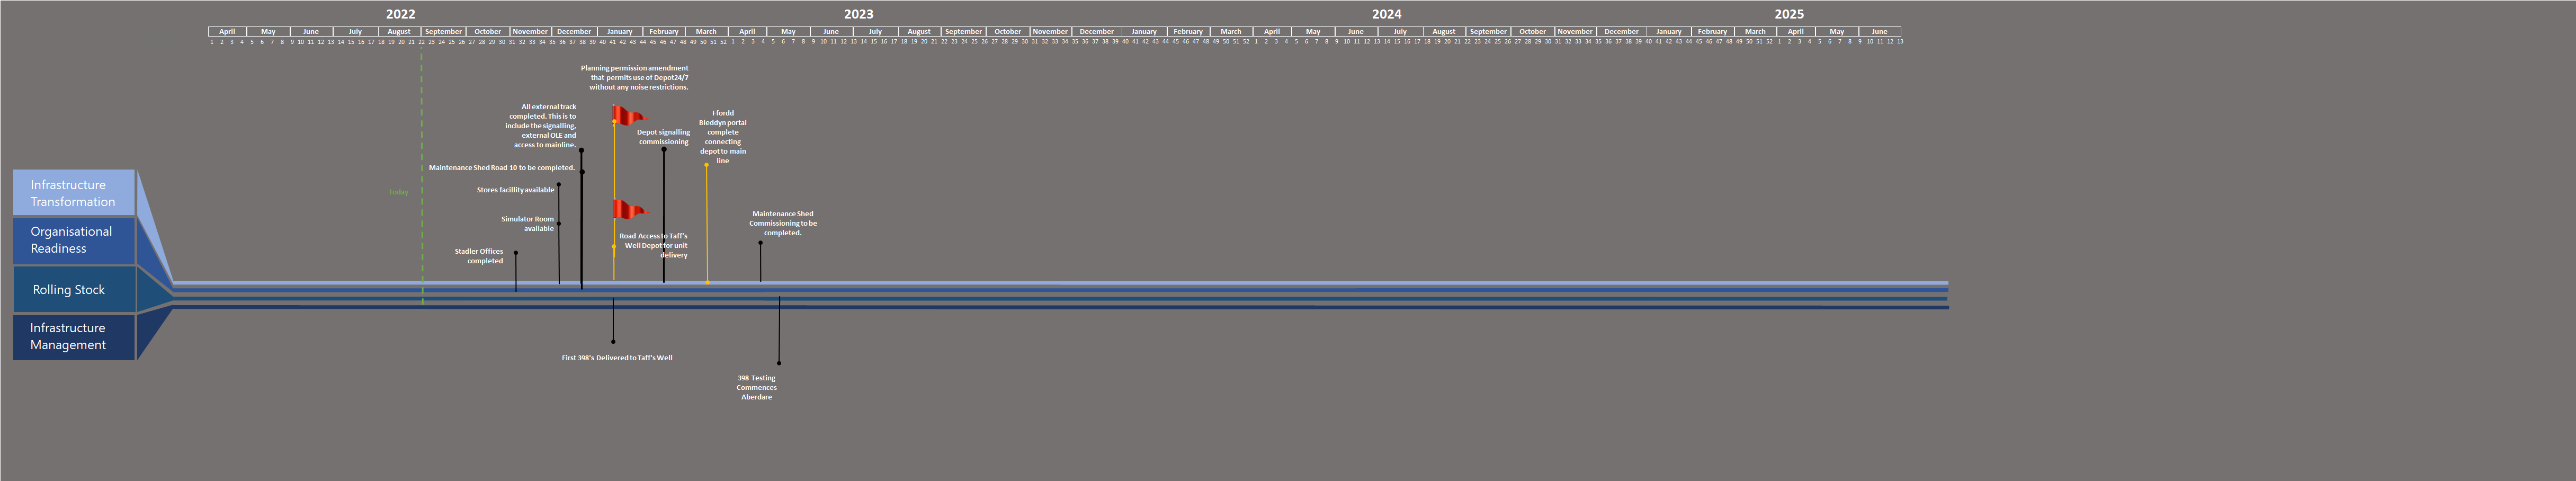 2022 2023 2024 2025
April May June July August September October November December January February March April May June July August September October November December January February March April May June July August September October November December January February March April May June
1 2 3 4 5 6 7 8 9 10 11 12 13 14 15 16 17 18 19 20 21 22 23 24 25 26 27 28 29 30 31 32 33 34 35 36 37 38 39 40 41 42 43 44 45 46 47 48 49 50 51 52 1 2 3 4 5 6 7 8 9 10 11 12 13 14 15 16 17 18 19 20 21 22 23 24 25 26 27 28 29 30 31 32 33 34 35 36 37 38 39 40 41 42 43 44 45 46 47 48 49 50 51 52 1 2 3 4 5 6 7 8 9 10 11 12 13 14 15 16 17 18 19 20 21 22 23 24 25 26 27 28 29 30 31 32 33 34 35 36 37 38 39 40 41 42 43 44 45 46 47 48 49 50 51 52 1 2 3 4 5 6 7 8 9 10 11 12 13
Planning permission amendment
that permits use of Depot24/7
without any noise restrictions.
All external track
completed. This is to
include the signalling,
external OLE and
access to mainline.
Depot signalling
commissioning
Ffordd
Bleddyn portal
complete
connecting
depot to main
line
Maintenance Shed Road 10 to be completed.
Stores facillity available
Today
Simulator Room
available
Stadler Offices
completed
Road Access to Taff's
Well Depot for unit
delivery
Maintenance Shed
Commissioning to be
completed.
Infrastructure
Transformation
Organisational
Readiness
Rolling Stock
Infrastructure
Management
First 398's Delivered to Taff's Well
398 Testing
Commences
Aberdare